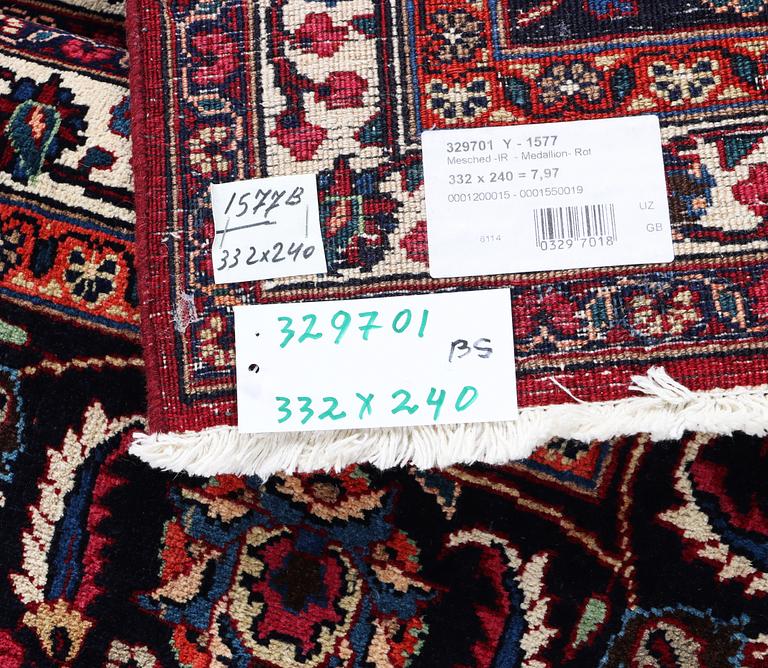 329701 Y - 1577
Mesched -IR - Medallion- Rot
332 x 240 = 7,97
0001200015 - 0001550019
UZ
GB
6114
0329 7018
1577B
332x240
329701
BS
332 x 240